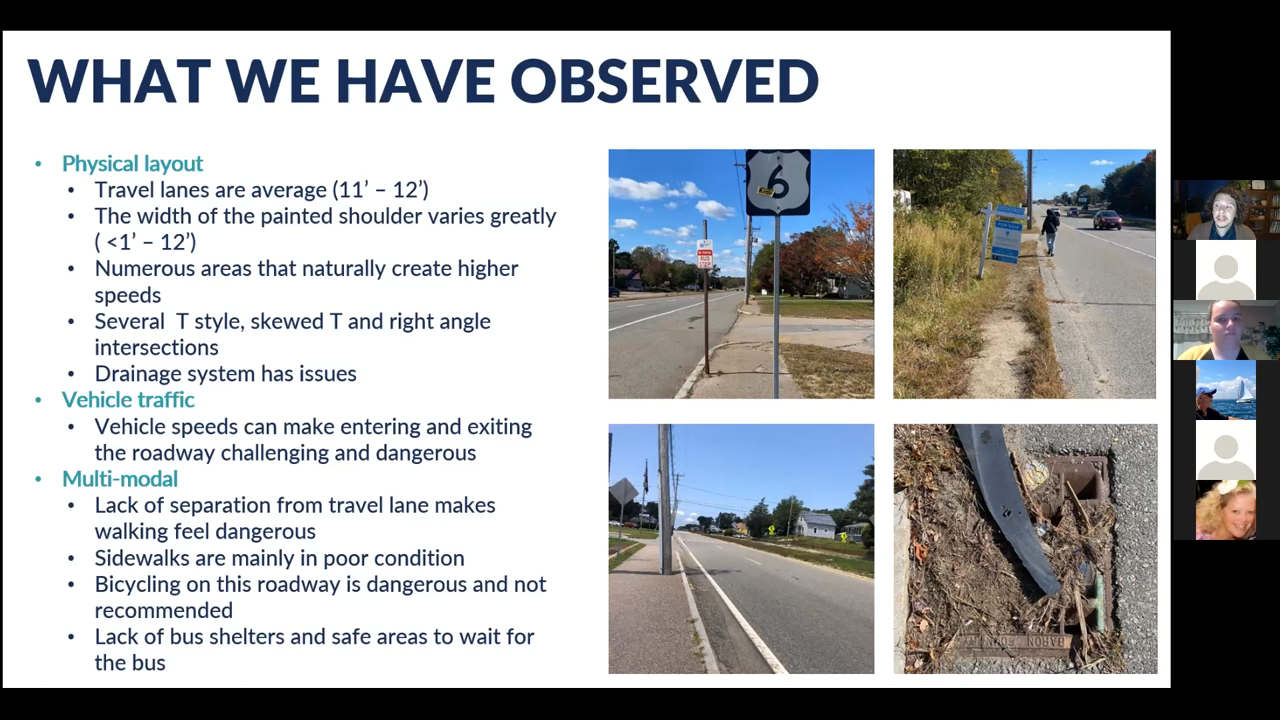 WHAT WE HAVE OBSERVED
• Physical layout
• Travel lanes are average (11’ – 12’)
• The width of the painted shoulder varies greatly
( <1’ – 12’)
• Numerous areas that naturally create higher
speeds
• Several T style, skewed T and right angle
intersections
• Drainage system has issues
• Vehicle traffic
• Vehicle speeds can make entering and exiting
the roadway challenging and dangerous
• Multi-modal
• Lack of separation from travel lane makes
walking feel dangerous
• Sidewalks are mainly in poor condition
• Bicycling on this roadway is dangerous and not
recommended
• Lack of bus shelters and safe areas to wait for
the bus
6
BUS
STOP
BARON